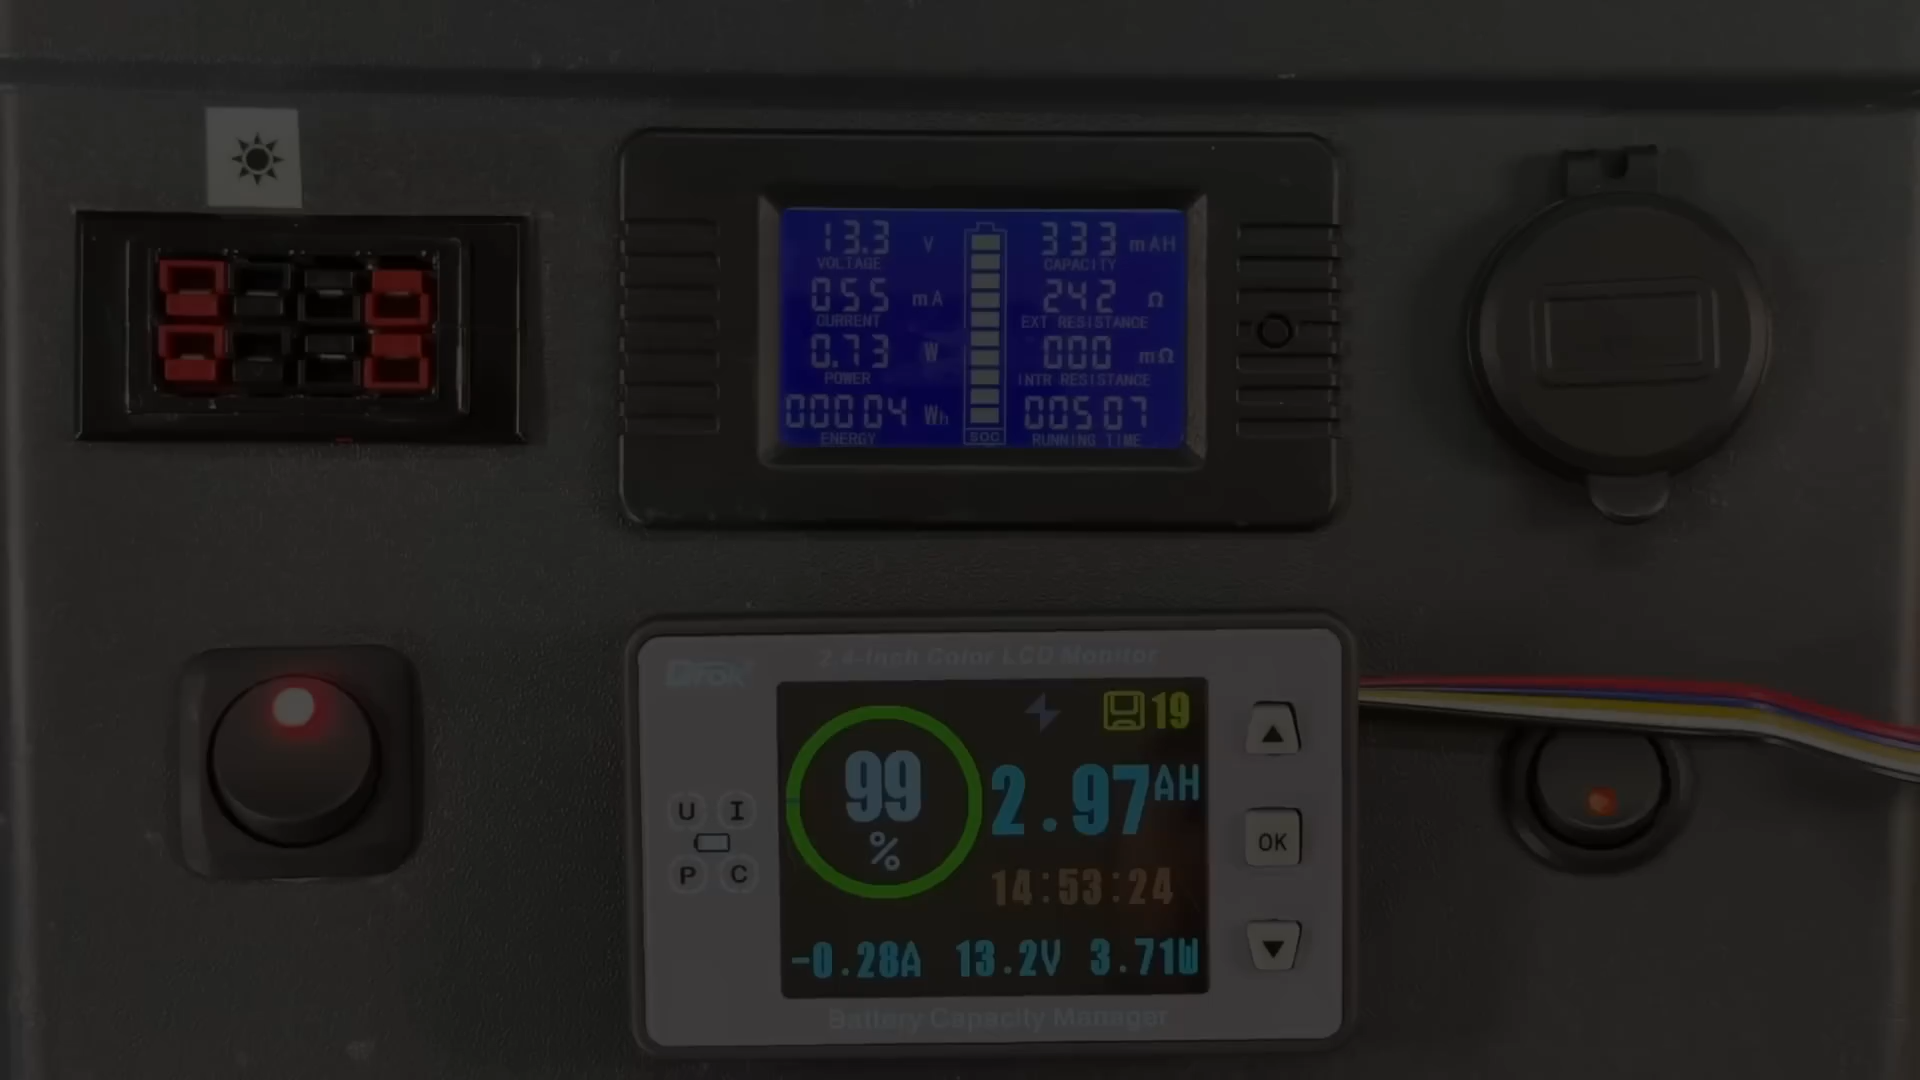 13.3 V
VOLTAGE
055 mA
CURRENT
0.73 W
POWER
00004 Wh
ENERGY
SOC
333 mAH
CAPACITY
242 Ω
EXT RESISTANCE
000 mΩ
INTR RESISTANCE
00507
RUNNING TIME
2.4-inch Color LCD Monitor
19
99
%
2.97AH
14:53:24
-0.28A 13.2V 3.71W
U I
P C
OK
Battery Capacity Manager